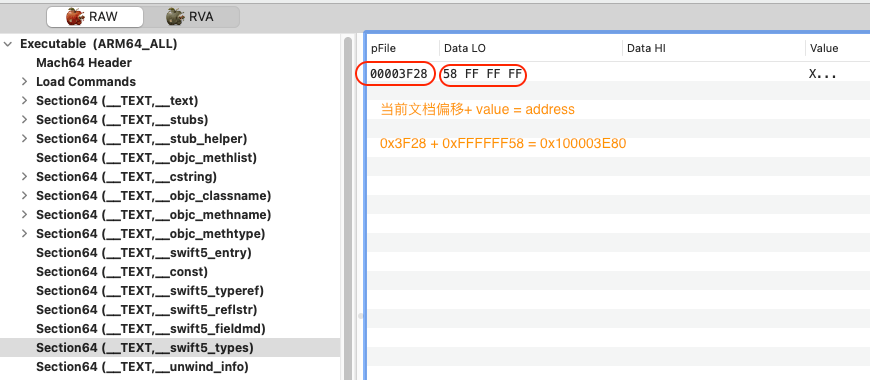 RAW
RVA
Executable (ARM64_ALL)
Mach64 Header
Load Commands
Section64 (__TEXT,__text)
Section64 (__TEXT,__stubs)
Section64 (__TEXT,__stub_helper)
Section64 (__TEXT,__objc_methlist)
Section64 (__TEXT,__cstring)
Section64 (__TEXT,__objc_classname)
Section64 (__TEXT,__objc_methname)
Section64 (__TEXT,__objc_methtype)
Section64 (__TEXT,__swift5_entry)
Section64 (__TEXT,__const)
Section64 (__TEXT,__swift5_typeref)
Section64 (__TEXT,__swift5_reflstr)
Section64 (__TEXT,__swift5_fieldmd)
Section64 (__TEXT,__swift5_types)
Section64 (__TEXT,__unwind_info)
pFile Data LO Data HI Value
00003F28 58 FF FF FF X...
当前文档偏移+ value = address
0x3F28 + 0xFFFFFF58 = 0x100003E80